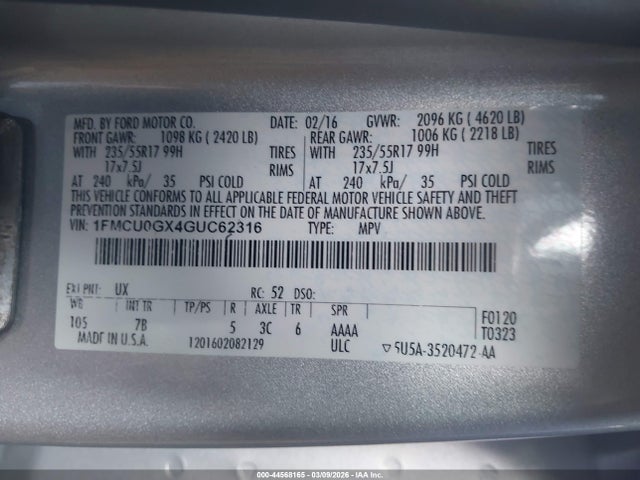 MFD. BY FORD MOTOR CO. DATE: 02/16 GVWR: 2096 KG ( 4620 LB)
FRONT GAWR: 1098 KG ( 2420 LB) REAR GAWR: 1006 KG ( 2218 LB)
WITH 235/55R17 99H TIRES WITH 235/55R17 99H TIRES
17x7.5J RIMS 17x7.5J RIMS
AT 240 kPa/ 35 PSI COLD AT 240 kPa/ 35 PSI COLD
THIS VEHICLE CONFORMS TO ALL APPLICABLE FEDERAL MOTOR VEHICLE SAFETY AND THEFT
PREVENTION STANDARDS IN EFFECT ON THE DATE OF MANUFACTURE SHOWN ABOVE.
VIN: 1FMCU0GX4GUC62316 TYPE: MPV
EXT PNT: UX RC: 52 DSO:
WB INT TR TP/PS R AXLE TR SPR
105 7B 5 3C 6 AAAA F0120
MADE IN U.S.A. 1201602082129 ULC T0323
▽5U5A-3520472-AA
000-44568165 - 03/09/2026 - IAA Inc.